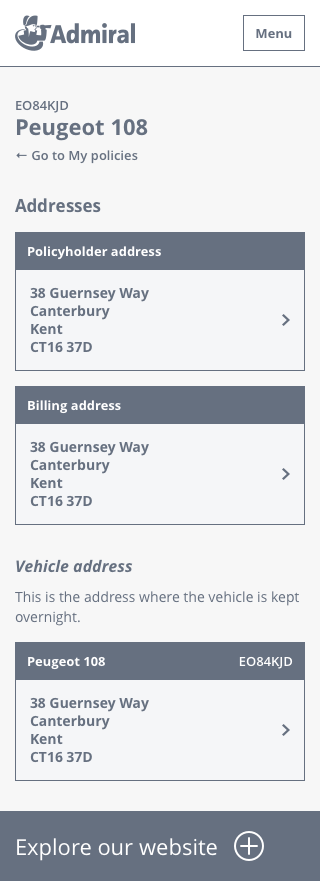 Admiral
Menu
EO84KJD
Peugeot 108
← Go to My policies
Addresses
Policyholder address
38 Guernsey Way
Canterbury
Kent
CT16 37D
Billing address
38 Guernsey Way
Canterbury
Kent
CT16 37D
Vehicle address
This is the address where the vehicle is kept
overnight.
Peugeot 108 EO84KJD
38 Guernsey Way
Canterbury
Kent
CT16 37D
Explore our website